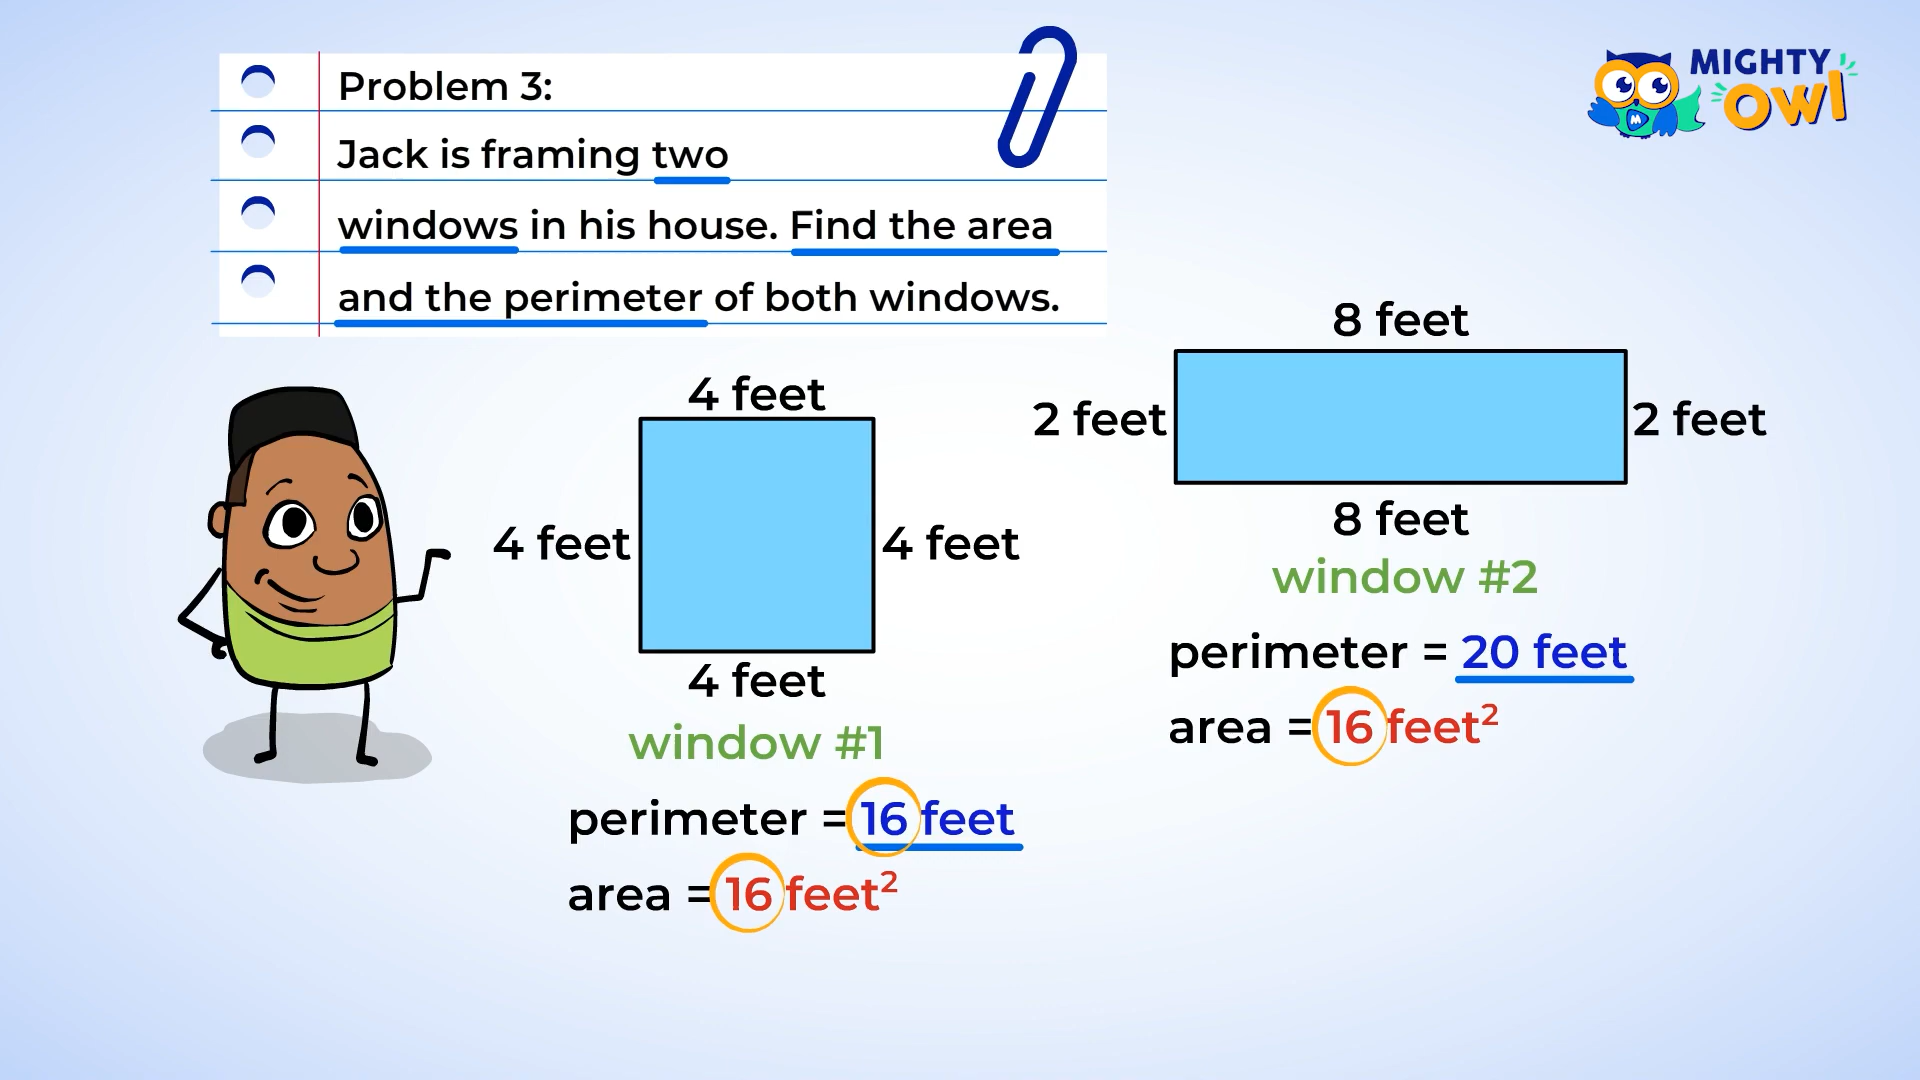 MIGHTY
OWL
Problem 3:
Jack is framing two
windows in his house. Find the area
and the perimeter of both windows.
4 feet
4 feet
4 feet
4 feet
window #1
perimeter = 16 feet
area = 16 feet²
8 feet
2 feet
2 feet
8 feet
window #2
perimeter = 20 feet
area = 16 feet²